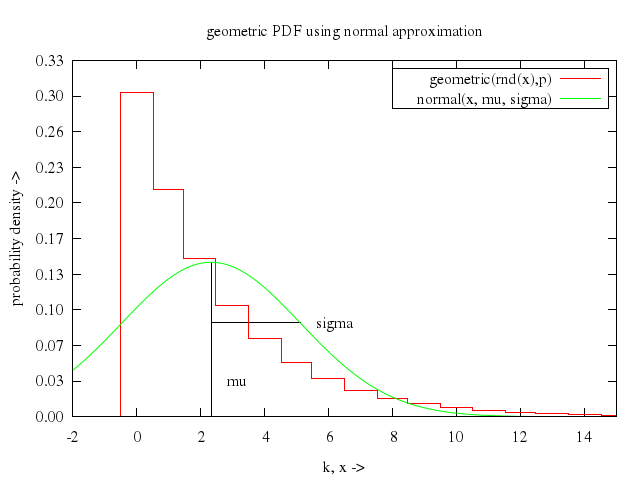 geometric PDF using normal approximation
geometric(rnd(x),p)
normal(x, mu, sigma)
probability density ->
0.33
0.30
0.26
0.23
0.20
0.17
0.13
0.10
0.07
0.03
0.00
sigma
mu
-2 0 2 4 6 8 10 12 14
k, x ->